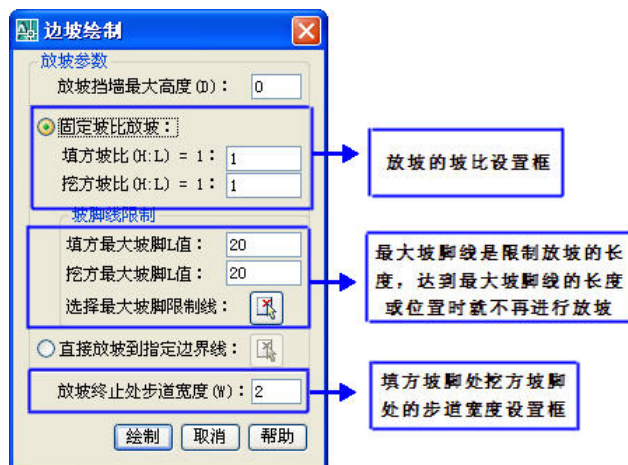 边坡绘制
放坡参数
放坡挡墙最大高度(D)： 0
固定坡比放坡：
填方坡比(H:L) = 1： 1
挖方坡比(H:L) = 1： 1
放坡的坡比设置框
坡脚线限制
填方最大坡脚L值： 20
挖方最大坡脚L值： 20
选择最大坡脚限制线：
最大坡脚线是限制放坡的长
度，达到最大坡脚线的长度
或位置时就不再进行放坡
直接放坡到指定边界线：
放坡终止处步道宽度(W)： 2
填方坡脚处挖方坡脚
处的步道宽度设置框
绘制 取消 帮助